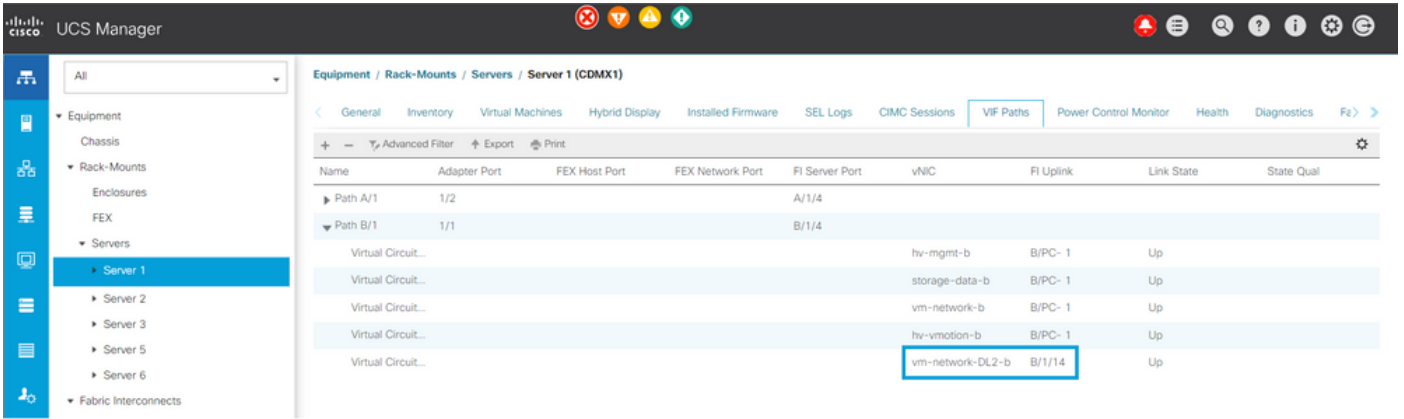 cisco UCS Manager
All
Equipment
Chassis
Rack-Mounts
Enclosures
FEX
Servers
Server 1
Server 2
Server 3
Server 5
Server 6
Fabric Interconnects
Equipment / Rack-Mounts / Servers / Server 1 (CDMX1)
General Inventory Virtual Machines Hybrid Display Installed Firmware SEL Logs CIMC Sessions VIF Paths Power Control Monitor Health Diagnostics Fa
+ − Advanced Filter Export Print
Name Adapter Port FEX Host Port FEX Network Port FI Server Port vNIC FI Uplink Link State State Qual
Path A/1 1/2 A/1/4
Path B/1 1/1 B/1/4
Virtual Circuit... hv-mgmt-b B/PC- 1 Up
Virtual Circuit... storage-data-b B/PC- 1 Up
Virtual Circuit... vm-network-b B/PC- 1 Up
Virtual Circuit... hv-vmotion-b B/PC- 1 Up
Virtual Circuit... vm-network-DL2-b B/1/14 Up